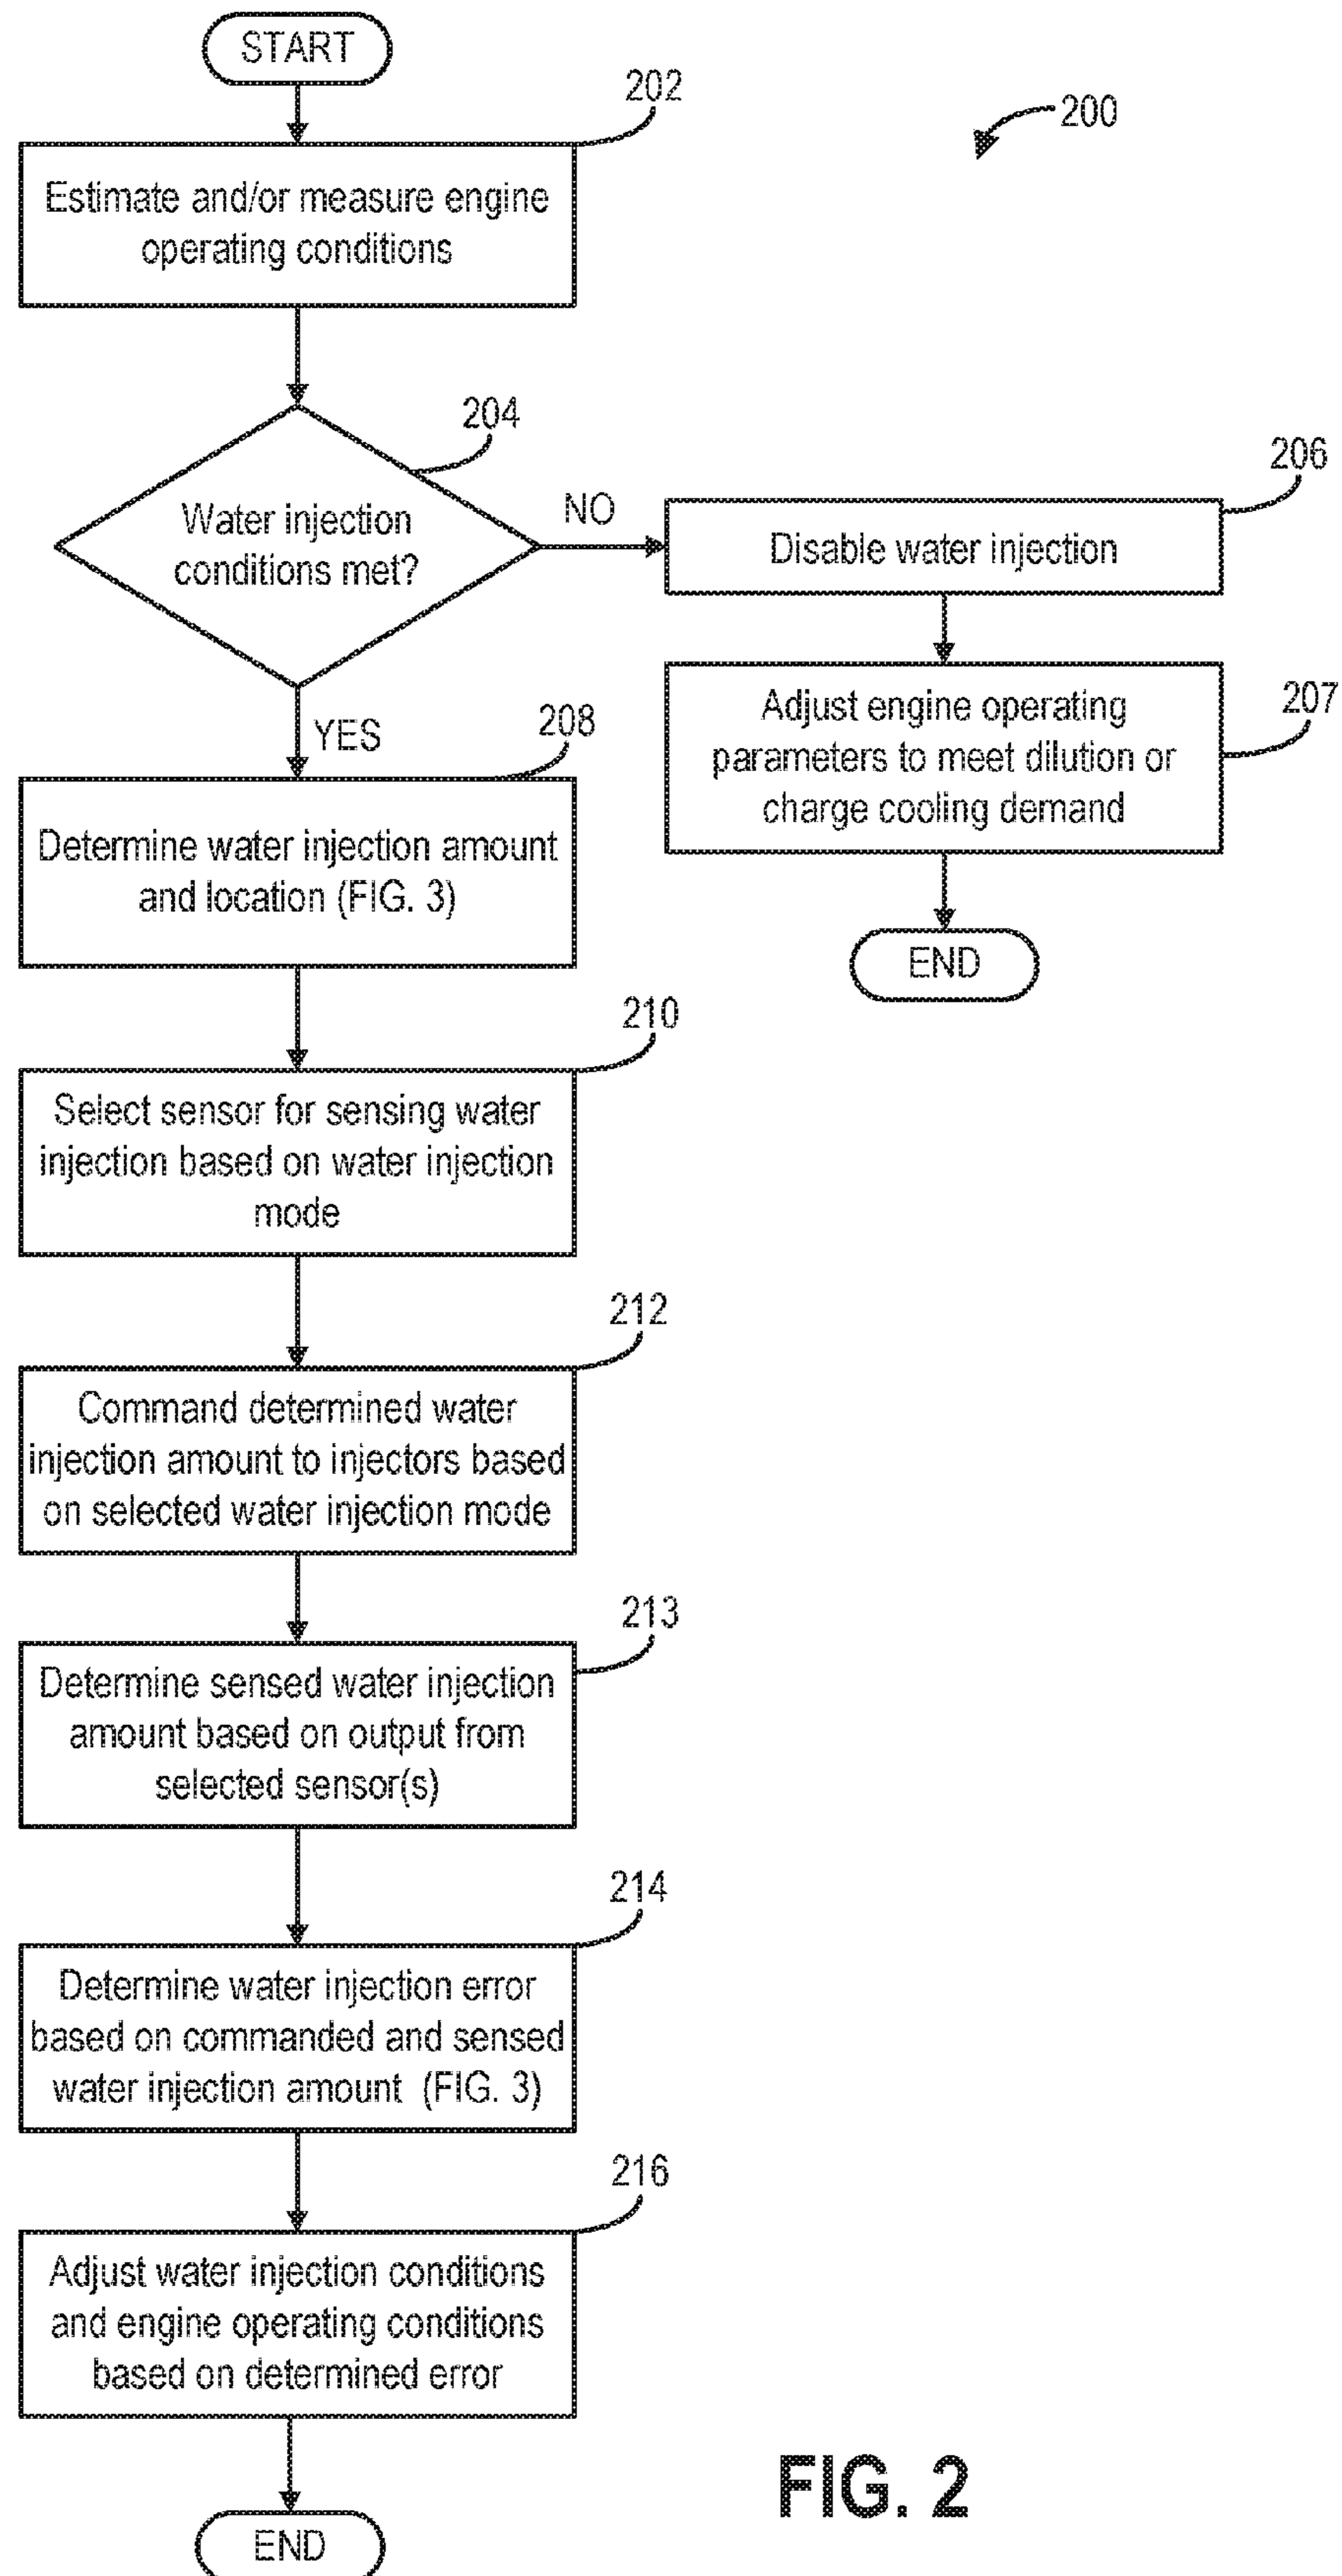 START
202
200
Estimate and/or measure engine
operating conditions
204
Water injection
conditions met?
NO
206
Disable water injection
207
Adjust engine operating
parameters to meet dilution or
charge cooling demand
END
YES
208
Determine water injection amount
and location (FIG. 3)
210
Select sensor for sensing water
injection based on water injection
mode
212
Command determined water
injection amount to injectors based
on selected water injection mode
213
Determine sensed water injection
amount based on output from
selected sensor(s)
214
Determine water injection error
based on commanded and sensed
water injection amount (FIG. 3)
216
Adjust water injection conditions
and engine operating conditions
based on determined error
END
FIG. 2